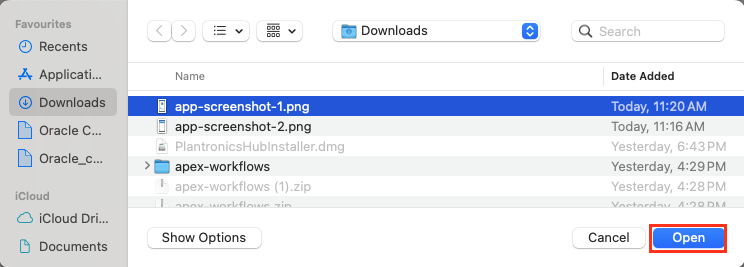 Favourites
Recents
Applicati...
Downloads
Oracle C...
Oracle_c...
iCloud
iCloud Dri...
Documents
Downloads
Search
Name Date Added
app-screenshot-1.png Today, 11:20 AM
app-screenshot-2.png Today, 11:16 AM
PlantronicsHubInstaller.dmg Yesterday, 6:43 PM
apex-workflows Yesterday, 4:29 PM
apex-workflows (1).zip Yesterday, 4:28 PM
apex-workflows.zip Yesterday, 4:28 PM
Show Options Cancel Open